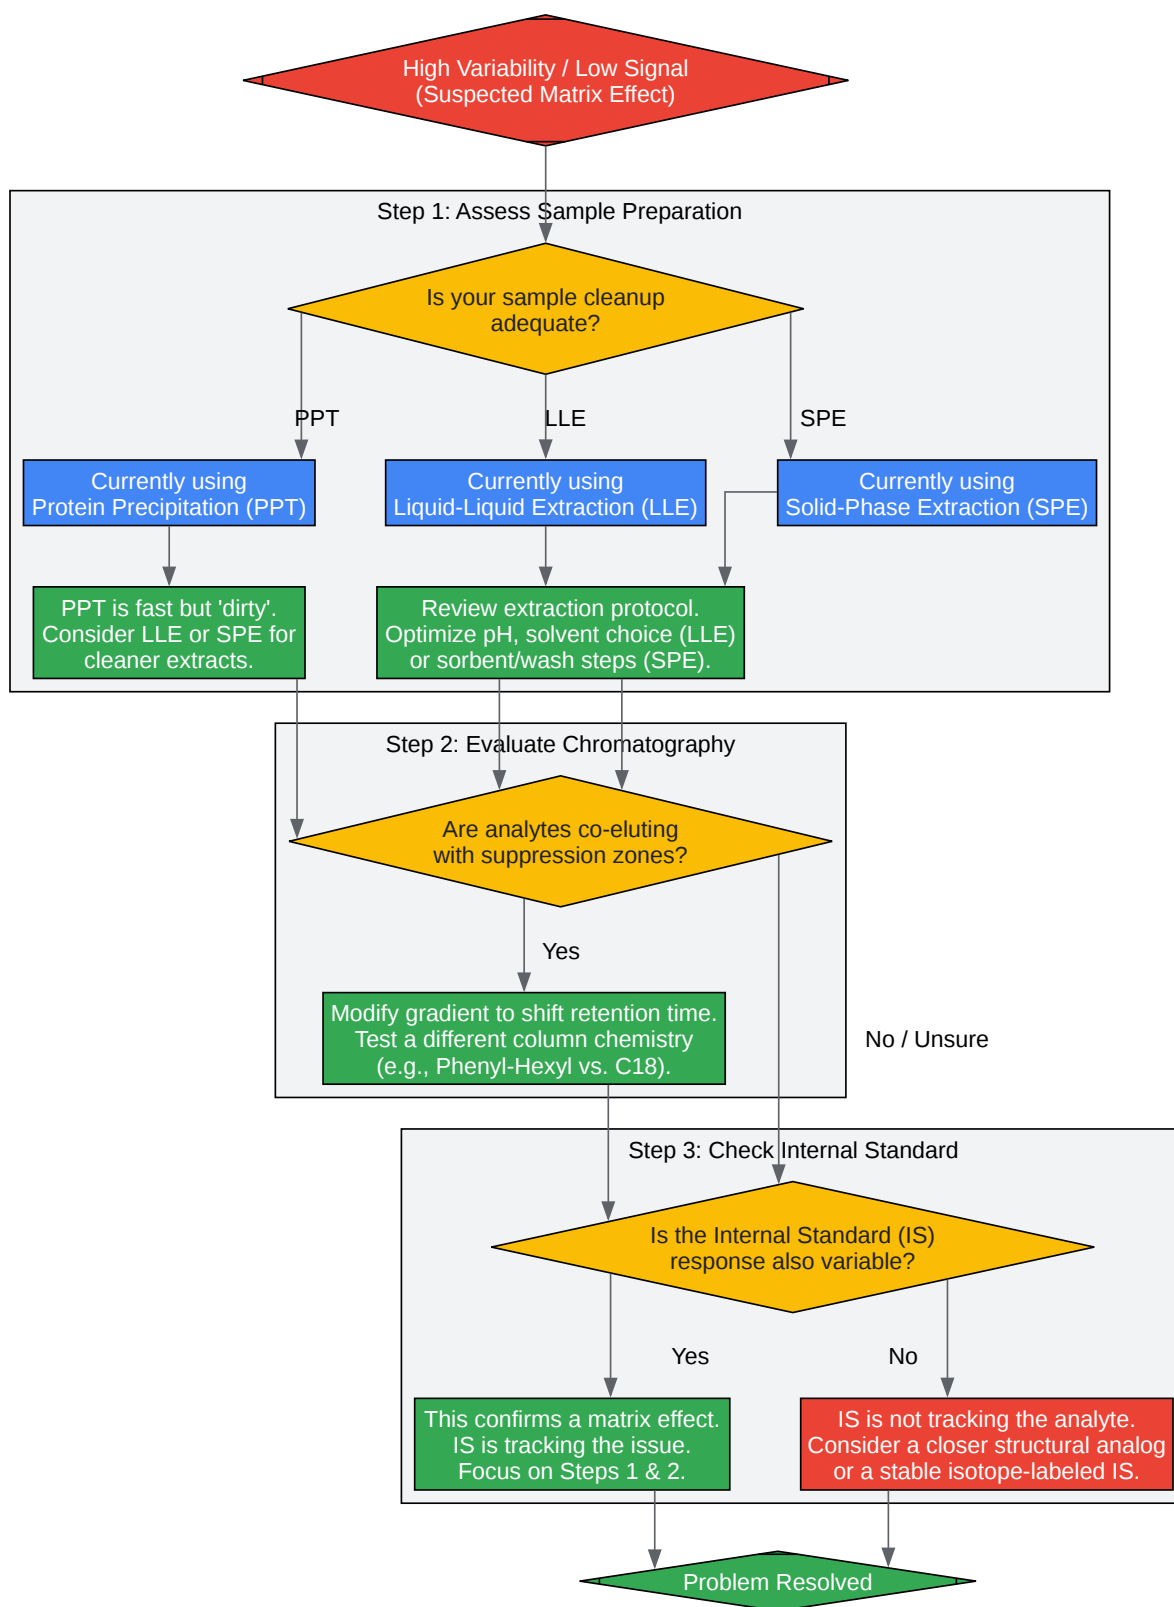 High Variability / Low Signal
(Suspected Matrix Effect)
Step 1: Assess Sample Preparation
Is your sample cleanup
adequate?
PPT
LLE
SPE
Currently using
Protein Precipitation (PPT)
Currently using
Liquid-Liquid Extraction (LLE)
Currently using
Solid-Phase Extraction (SPE)
PPT is fast but 'dirty'.
Consider LLE or SPE for
cleaner extracts.
Review extraction protocol.
Optimize pH, solvent choice (LLE)
or sorbent/wash steps (SPE).
Step 2: Evaluate Chromatography
Are analytes co-eluting
with suppression zones?
Yes
Modify gradient to shift retention time.
Test a different column chemistry
(e.g., Phenyl-Hexyl vs. C18).
No / Unsure
Step 3: Check Internal Standard
Is the Internal Standard (IS)
response also variable?
Yes
No
This confirms a matrix effect.
IS is tracking the issue.
Focus on Steps 1 & 2.
IS is not tracking the analyte.
Consider a closer structural analog
or a stable isotope-labeled IS.
Problem Resolved